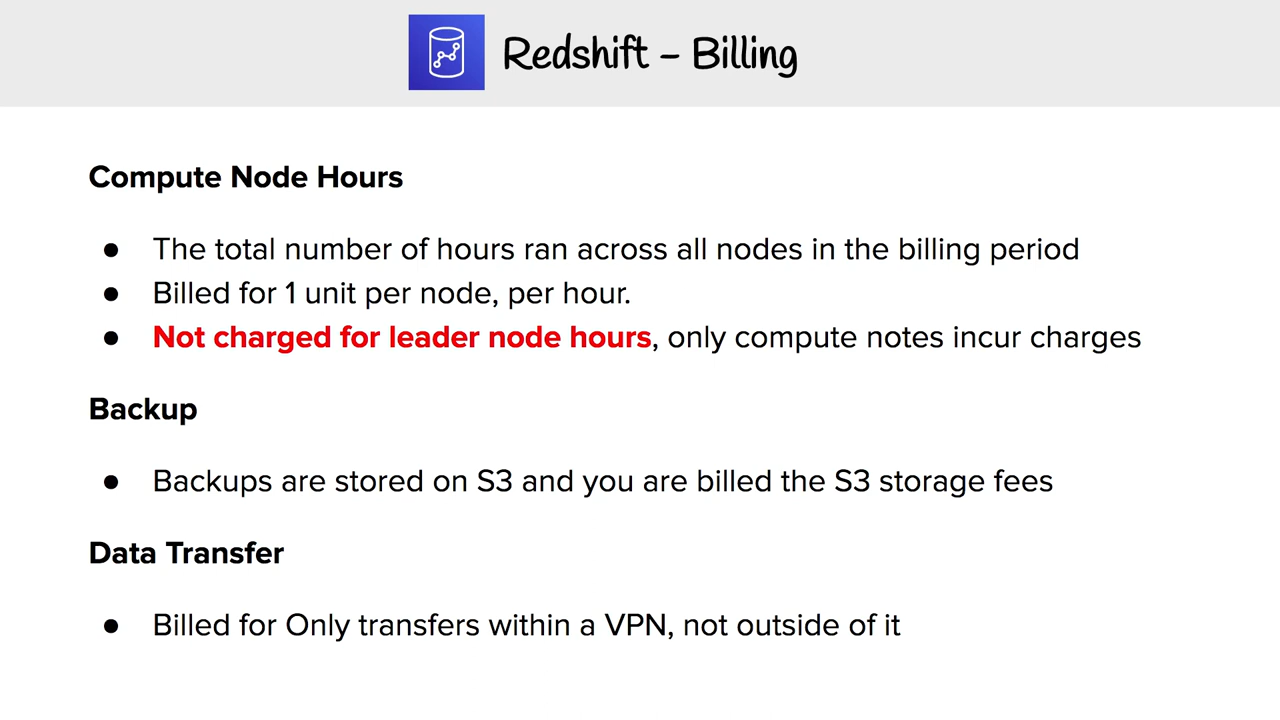 Redshift – Billing
Compute Node Hours
● The total number of hours ran across all nodes in the billing period
● Billed for 1 unit per node, per hour.
● Not charged for leader node hours, only compute notes incur charges
Backup
● Backups are stored on S3 and you are billed the S3 storage fees
Data Transfer
● Billed for Only transfers within a VPN, not outside of it